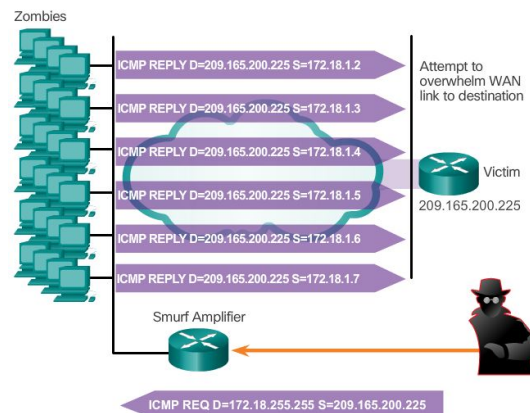 Zombies
ICMP REPLY D=209.165.200.225 S=172.18.1.2
Attempt to
overwhelm WAN
link to destination
ICMP REPLY D=209.165.200.225 S=172.18.1.3
ICMP REPLY D=209.165.200.225 S=172.18.1.4
Victim
ICMP REPLY D=209.165.200.225 S=172.18.1.5
209.165.200.225
ICMP REPLY D=209.165.200.225 S=172.18.1.6
ICMP REPLY D=209.165.200.225 S=172.18.1.7
Smurf Amplifier
ICMP REQ D=172.18.255.255 S=209.165.200.225